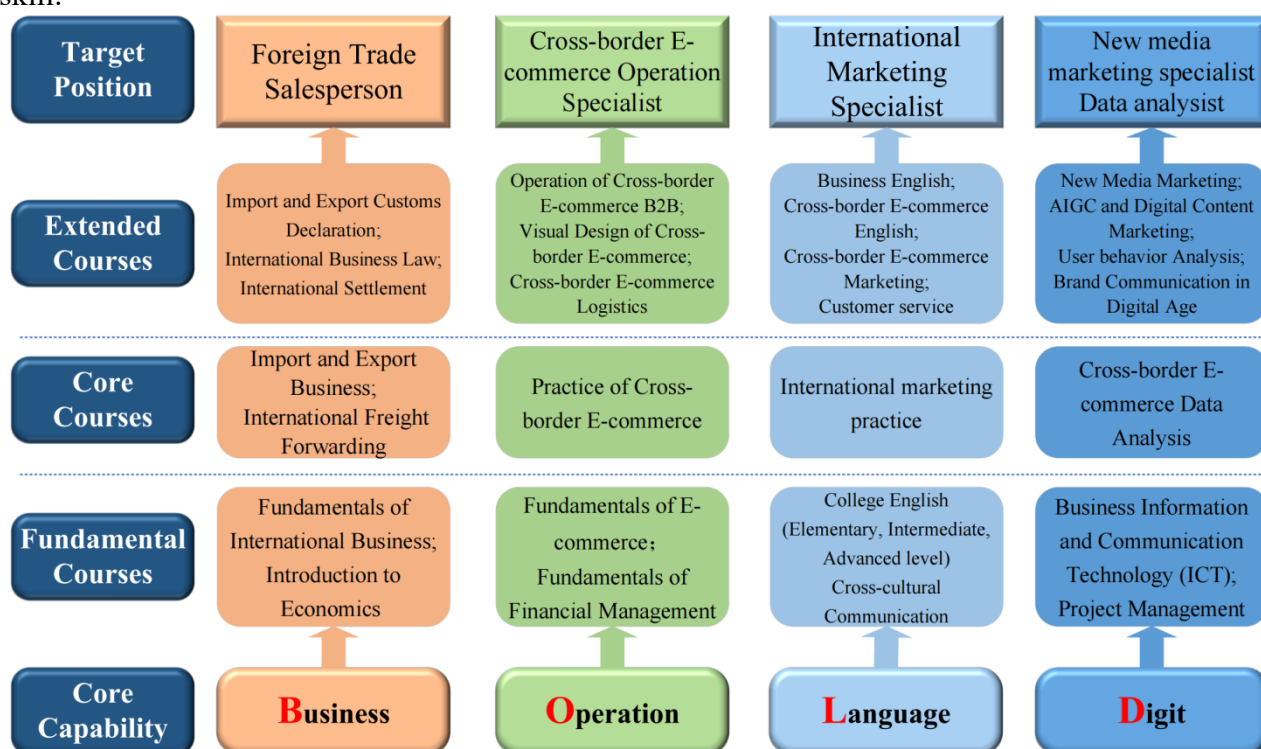 skill.
Target
Position
Foreign Trade
Salesperson
Cross-border E-
commerce Operation
Specialist
International
Marketing
Specialist
New media
marketing specialist
Data analysist
Extended
Courses
Import and Export Customs
Declaration;
International Business Law;
International Settlement
Operation of Cross-border
E-commerce B2B;
Visual Design of Cross-
border E-commerce;
Cross-border E-commerce
Logistics
Business English;
Cross-border E-commerce
English;
Cross-border E-commerce
Marketing;
Customer service
New Media Marketing;
AIGC and Digital Content
Marketing;
User behavior Analysis;
Brand Communication in
Digital Age
Core
Courses
Import and Export
Business;
International Freight
Forwarding
Practice of Cross-
border E-commerce
International marketing
practice
Cross-border E-
commerce Data
Analysis
Fundamental
Courses
Fundamentals of
International Business;
Introduction to
Economics
Fundamentals of E-
commerce；
Fundamentals of
Financial Management
College English
(Elementary, Intermediate,
Advanced level)
Cross-cultural
Communication
Business Information
and Communication
Technology (ICT);
Project Management
Core
Capability
Business
Operation
Language
Digit